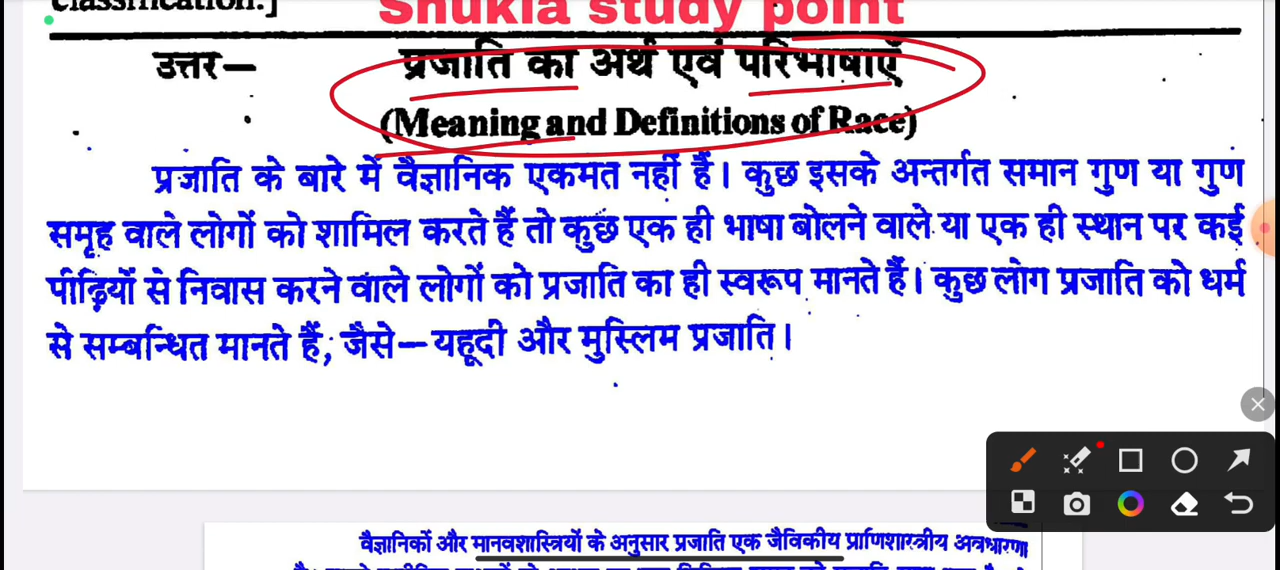 classification.]
Shukla study point
उत्तर— प्रजाति का अर्थ एवं परिभाषाएँ
(Meaning and Definitions of Race)
प्रजाति के बारे में वैज्ञानिक एकमत नहीं हैं। कुछ इसके अन्तर्गत समान गुण या गुण
समूह वाले लोगों को शामिल करते हैं तो कुछ एक ही भाषा बोलने वाले या एक ही स्थान पर कई
पीढ़ियों से निवास करने वाले लोगों को प्रजाति का ही स्वरूप मानते हैं। कुछ लोग प्रजाति को धर्म
से सम्बन्धित मानते हैं, जैसे—यहूदी और मुस्लिम प्रजाति।
वैज्ञानिकों और मानवशास्त्रियों के अनुसार प्रजाति एक जैविकीय प्राणिशास्त्रीय अवधारणा